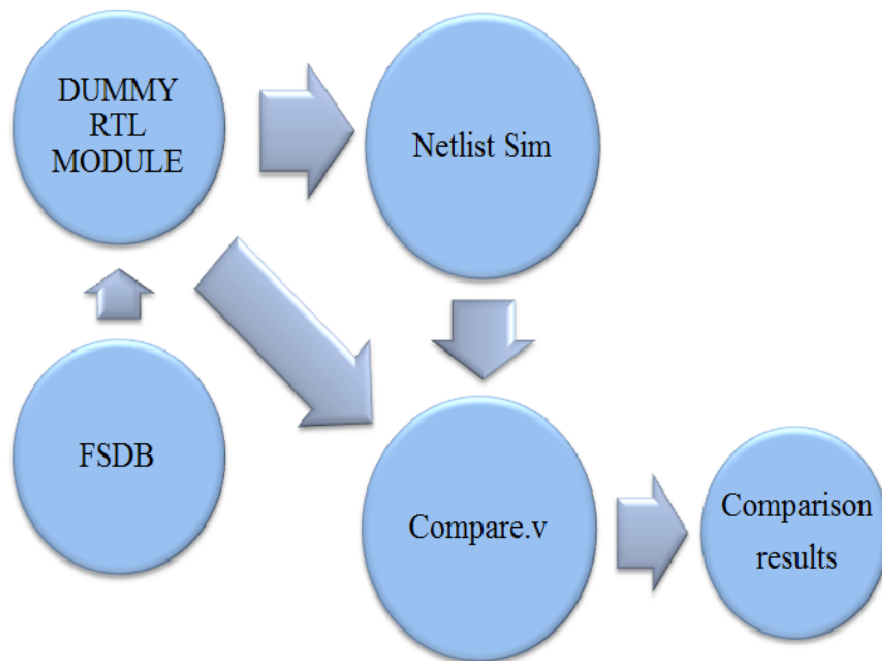 DUMMY
RTL
MODULE
Netlist Sim
FSDB
Compare.v
Comparison
results